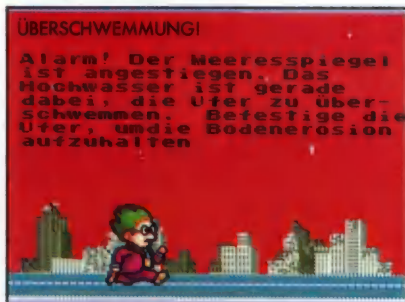 ÜBERSCHWEMMUNG!
Alarm! Der Meeresspiegel
ist angestiegen. Das
Hochwasser ist gerade
dabei, die Ufer zu über-
schwemmen. Befestige die
Ufer, umdie Bodenerosion
aufzuhalten